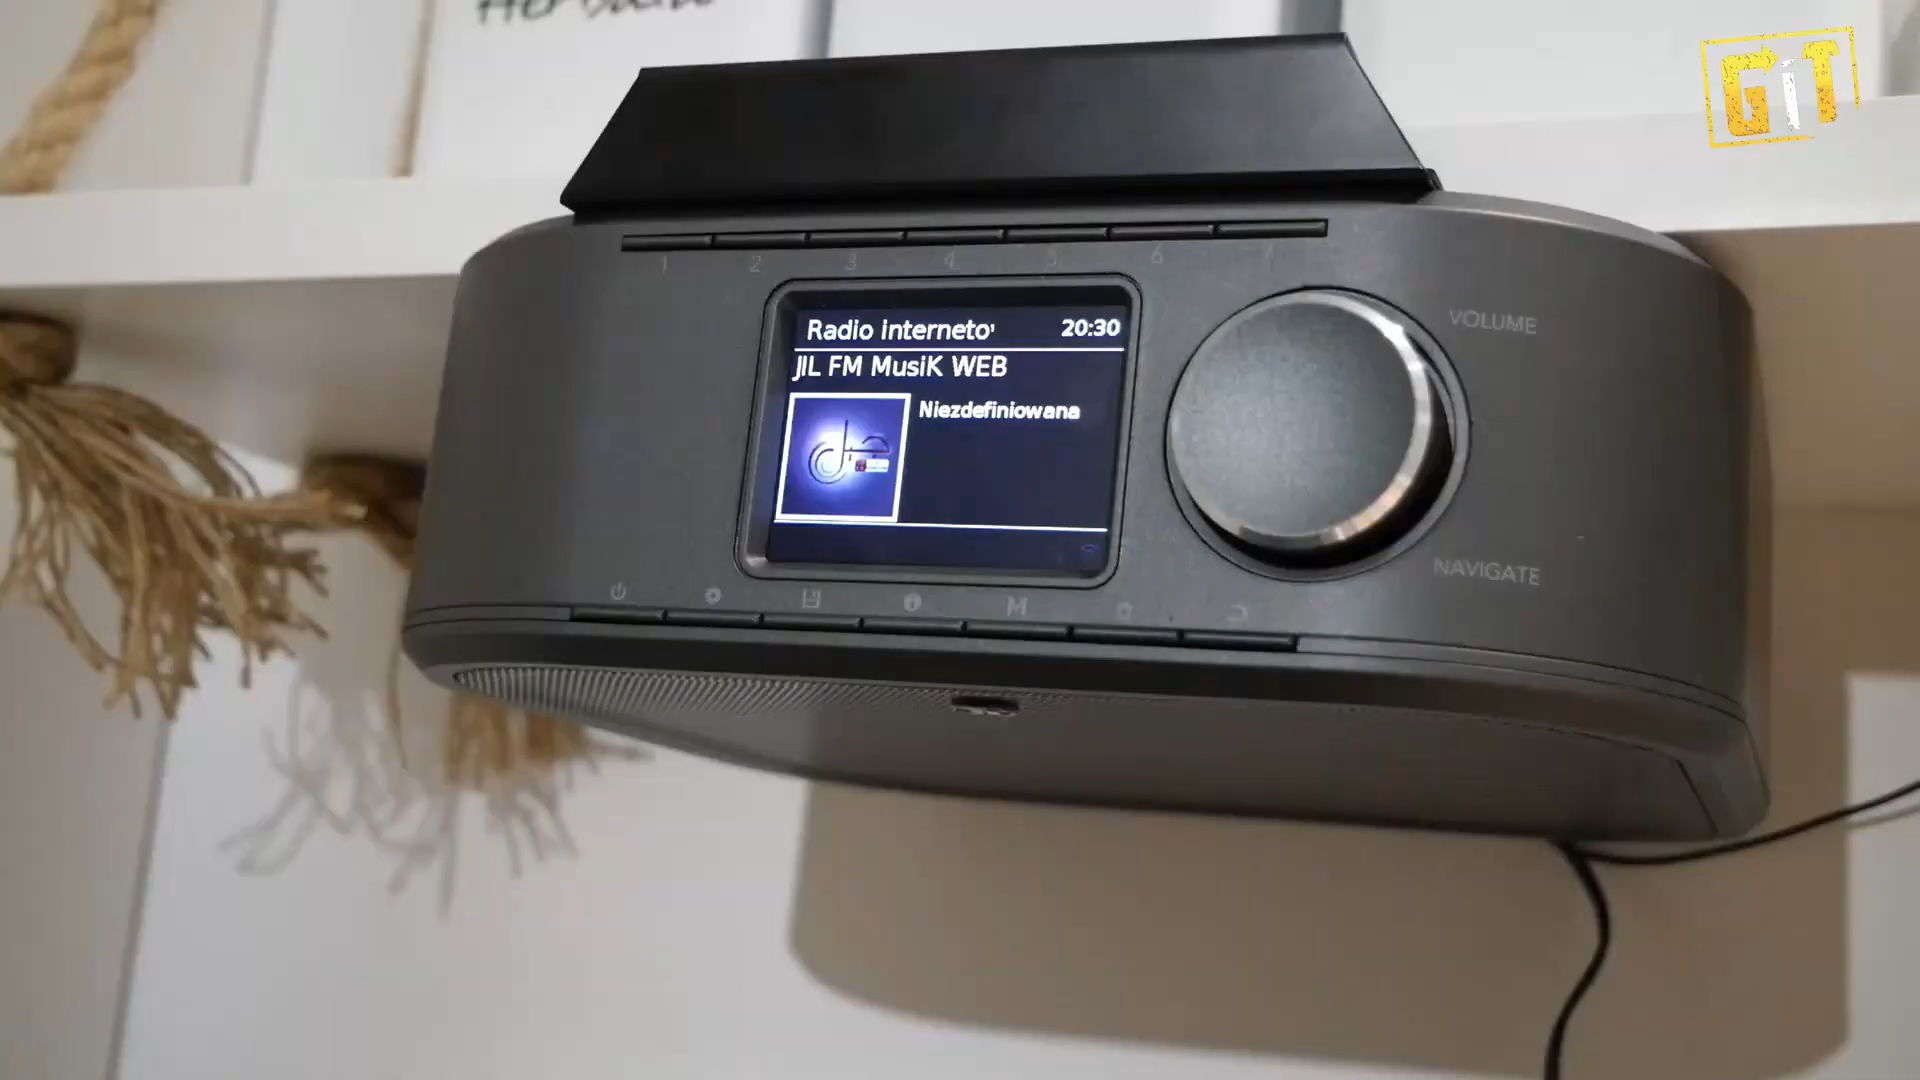 GiT
1 2 3 4 5 6 7
VOLUME
Radio interneto
20:30
JIL FM MusiK WEB
Niezdefiniowana
NAVIGATE
M